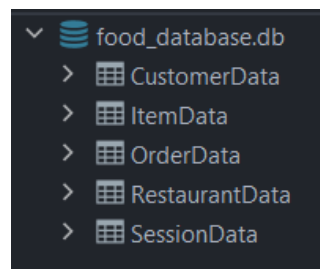 food_database.db
CustomerData
ItemData
OrderData
RestaurantData
SessionData